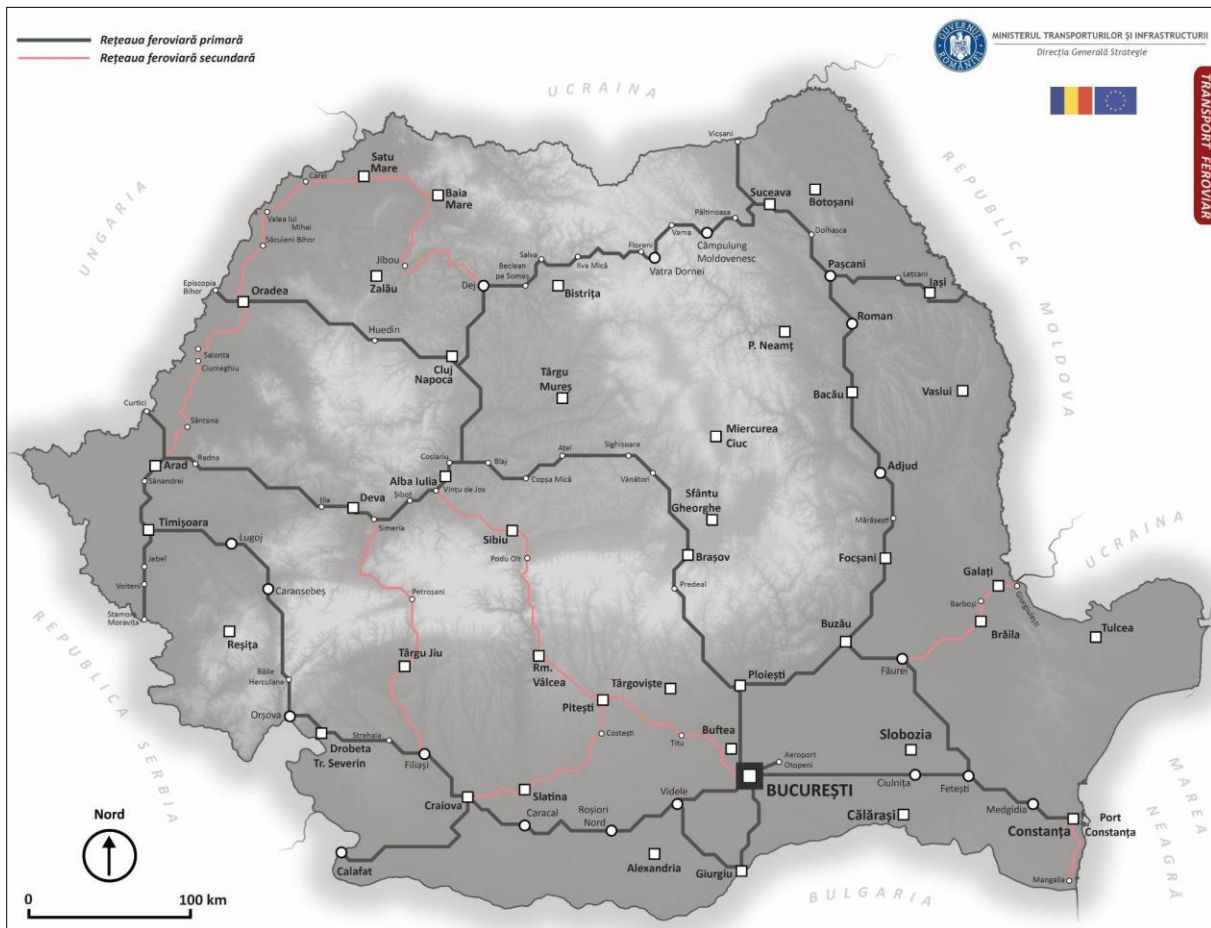 Rețeaua feroviară primară
Rețeaua feroviară secundară
GUVERNUL ROMÂNIEI
MINISTERUL TRANSPORTURILOR ȘI INFRASTRUCTURII
Direcția Generală Strategie
TRANSPORT FEROVIAR
UCRAINA
UNGARIA
REPUBLICA
MOLDOVA
Vicșani
Satu
Mare
Carei
Baia
Mare
Suceava
Botoșani
Valea lui
Mihai
Păltinoasa
Săcuieni Bihor
Vama
Câmpulung
Moldovenesc
Dolhasca
Floreni
Vatra Dornei
Salva
Ilva Mică
Beclean
pe Someș
Jibou
Zalău
Dej
Bistrița
Pașcani
Lețcani
Iași
Episcopia
Bihor
Oradea
Roman
Huedin
P. Neamț
Cluj
Napoca
Salonta
Ciumeghiu
Târgu
Mureș
Bacău
Vaslui
Curtici
Sântana
Miercurea
Ciuc
Arad
Radna
Coșlariu
Blaj
Ațel
Sighișoara
Vânători
Copșa Mică
Adjud
Alba Iulia
Vințu de Jos
Sânandrei
Șibot
Ilia
Deva
Simeria
Sfântu
Gheorghe
Mărășești
Timișoara
Lugoj
Sibiu
Podu Olt
Brașov
Focșani
UCRAINA
Jebel
Voiteni
Caransebeș
Petroșani
Predeal
Galați
Barboși
Giurgiulești
Stamora
Moravița
Reșița
Brăila
Tulcea
Buzău
Făurei
Târgu Jiu
Rm.
Vâlcea
Băile
Herculane
Târgoviște
Ploiești
Pitești
Orșova
Costești
Titu
Buftea
Slobozia
REPUBLICA
SERBIA
Drobeta
Tr. Severin
Strehaia
Filiași
Aeroport
Otopeni
BUCUREȘTI
Ciulnița
Fetești
Craiova
Slatina
Caracal
Roșiori
Nord
Videle
Călărași
Medgidia
Constanța
Port
Constanța
MAREA
NEAGRĂ
Nord
Calafat
Alexandria
Giurgiu
Mangalia
BULGARIA
0
100 km